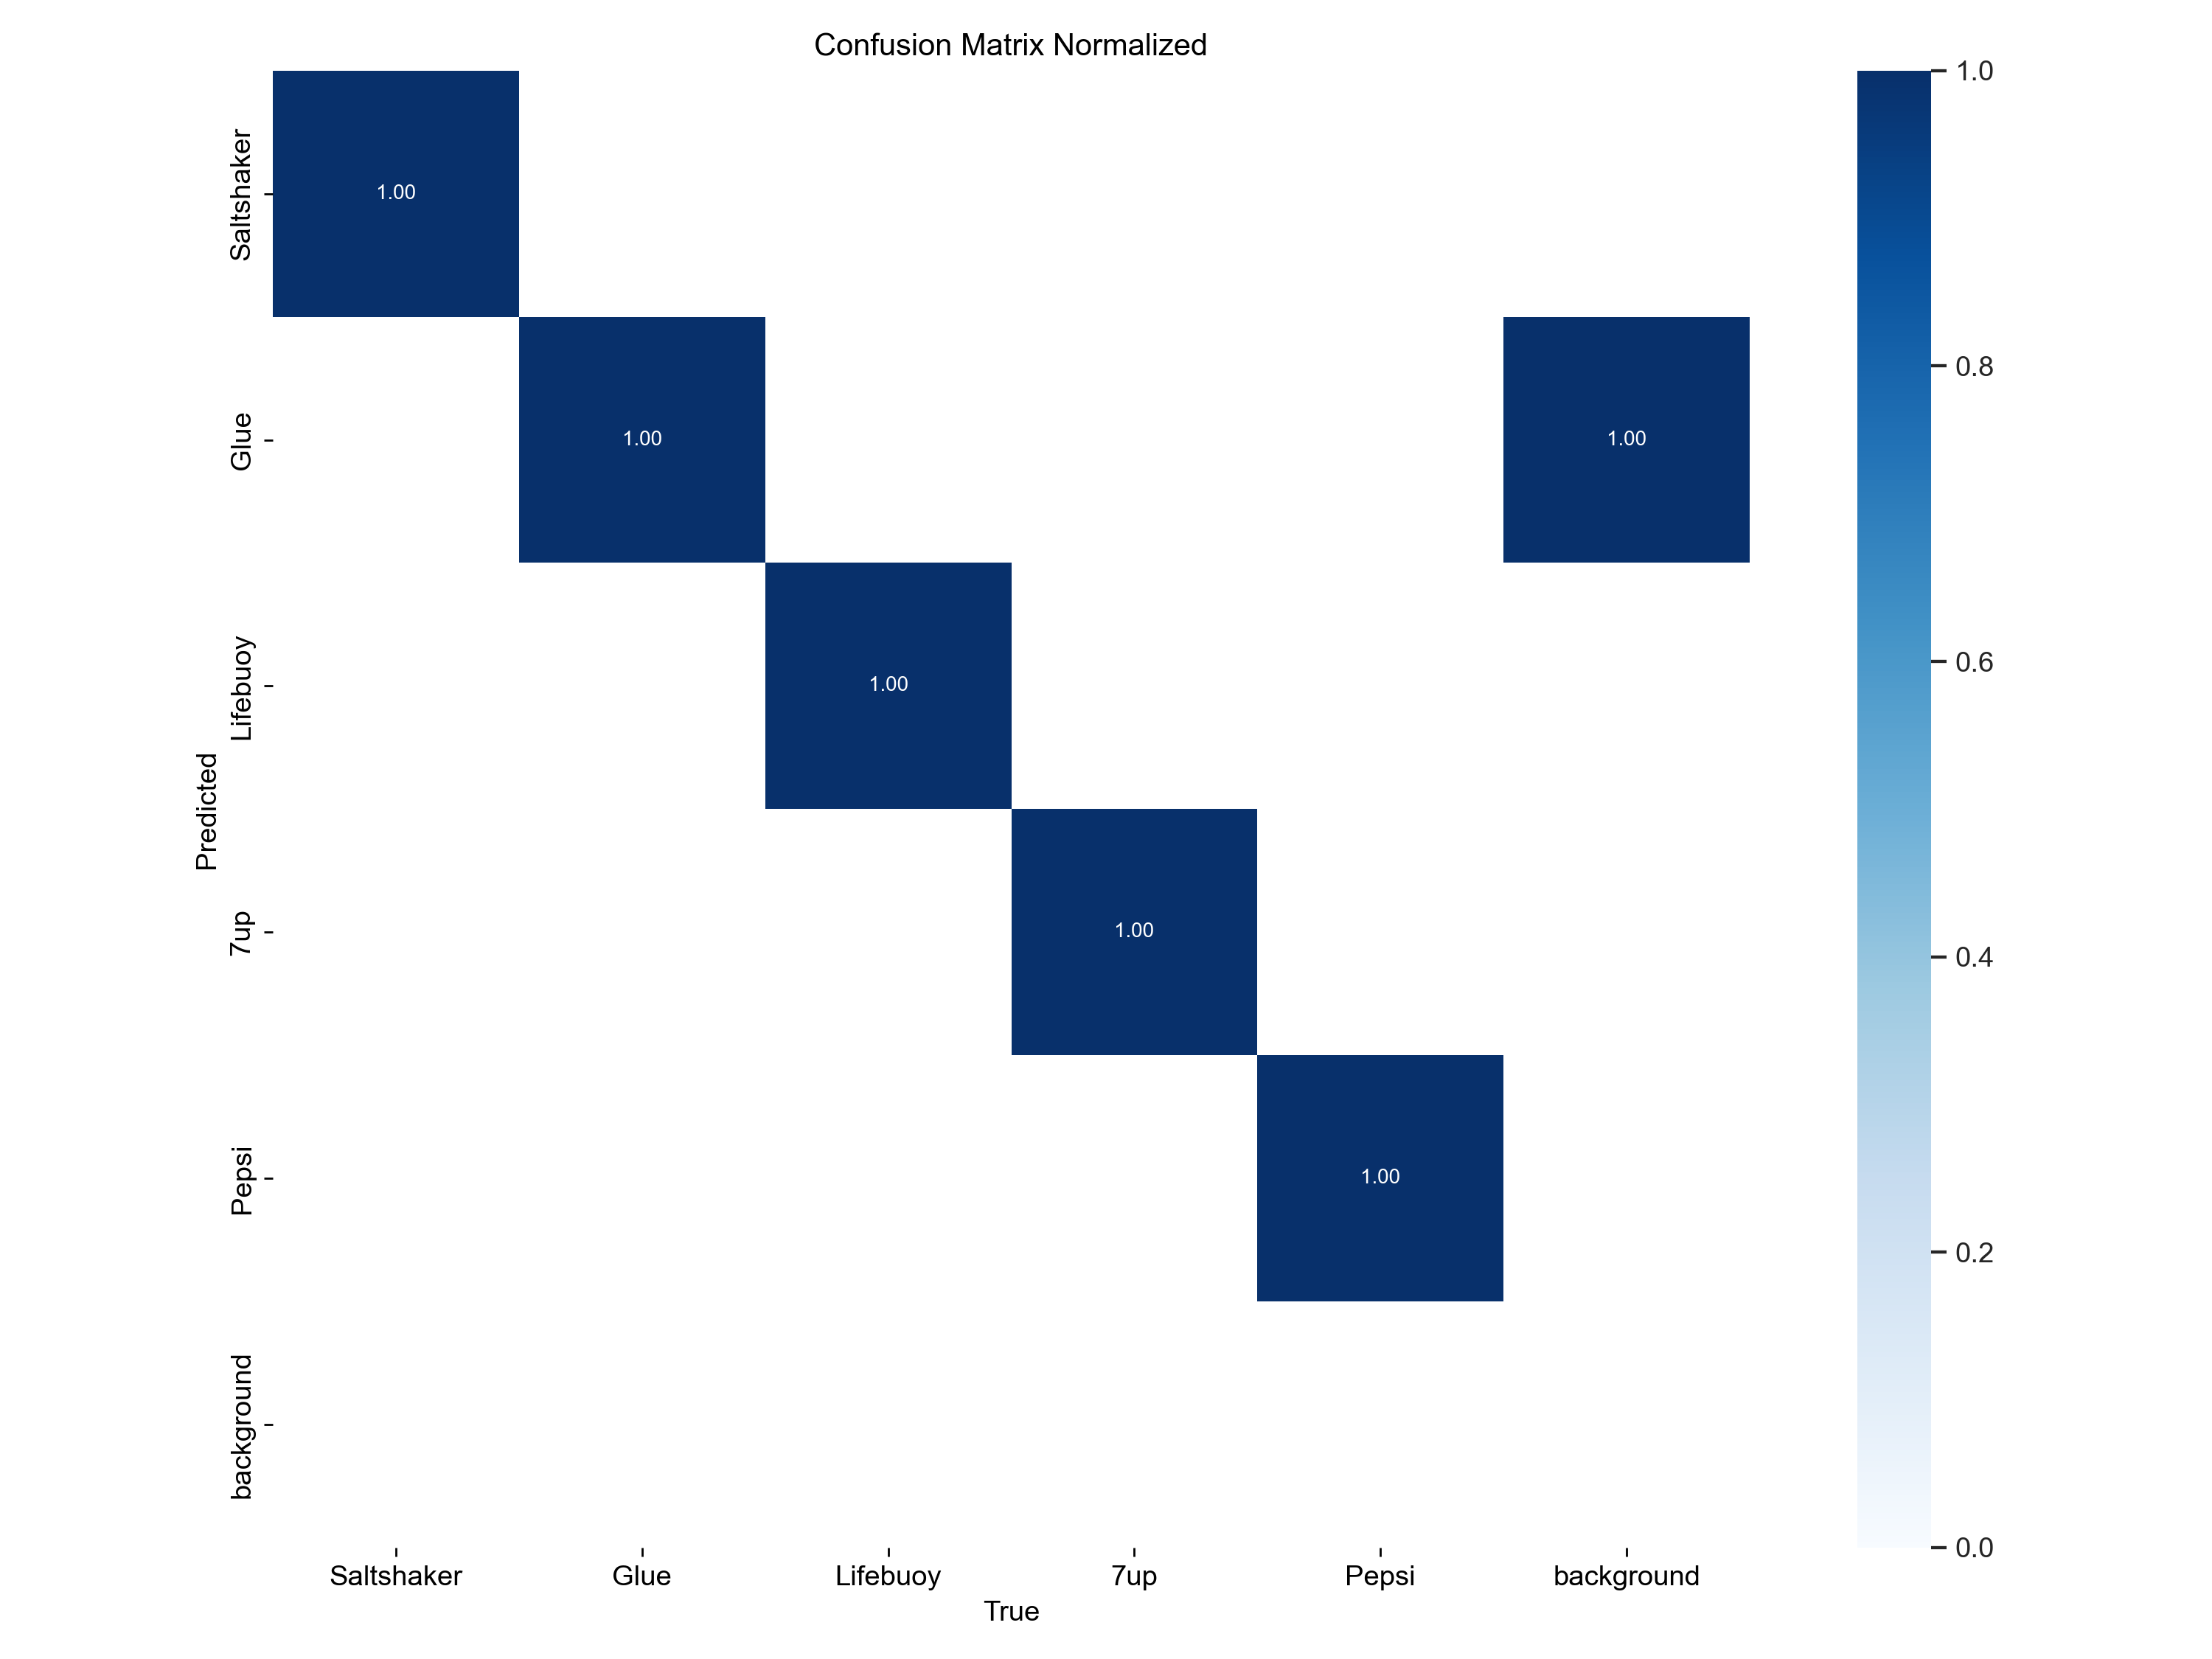 Confusion Matrix Normalized
Saltshaker
Glue
Lifebuoy
7up
Pepsi
background
Predicted
1.00
1.00
1.00
1.00
1.00
1.00
Saltshaker
Glue
Lifebuoy
7up
Pepsi
background
True
1.0
0.8
0.6
0.4
0.2
0.0